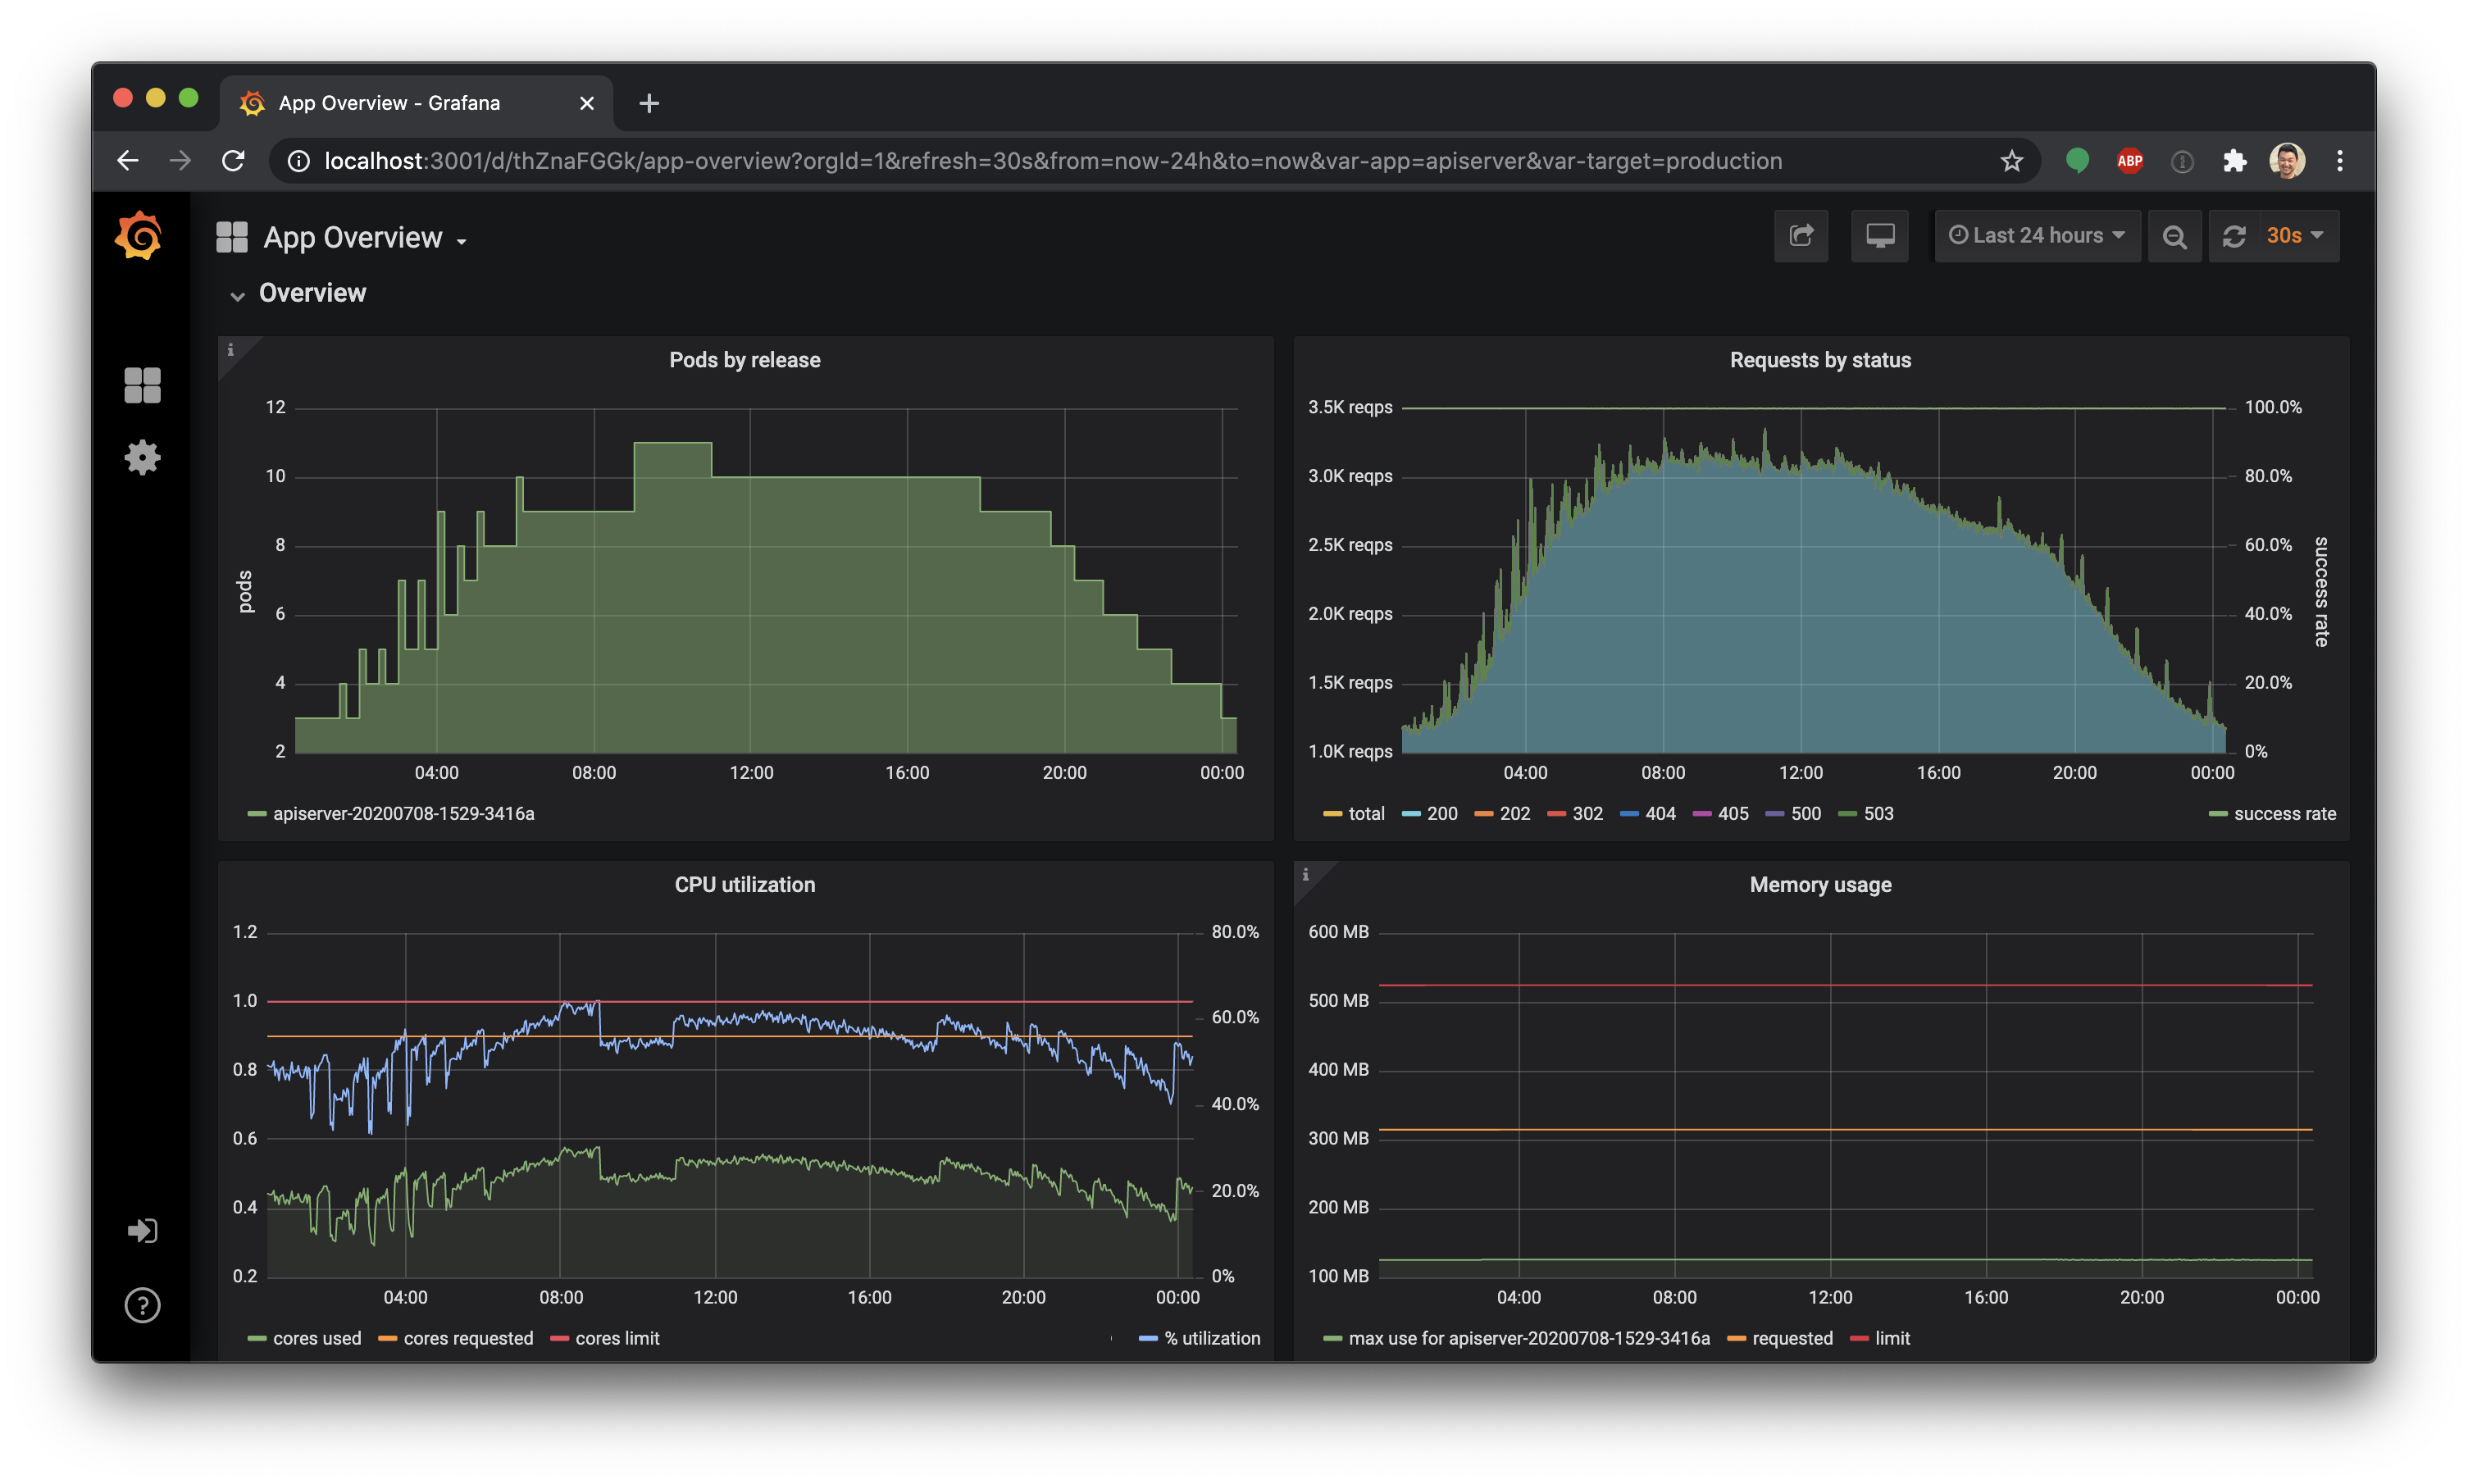 App Overview - Grafana
localhost:3001/d/thZnaFGGk/app-overview?orgId=1&refresh=30s&from=now-24h&to=now&var-app=apiserver&var-target=production
ABP
App Overview
Last 24 hours
30s
Overview
Pods by release
12
10
8
6
4
2
pods
04:00 08:00 12:00 16:00 20:00 00:00
apiserver-20200708-1529-3416a
Requests by status
3.5K reqps
3.0K reqps
2.5K reqps
2.0K reqps
1.5K reqps
1.0K reqps
100.0%
80.0%
60.0%
40.0%
20.0%
0%
success rate
04:00 08:00 12:00 16:00 20:00 00:00
total 200 202 302 404 405 500 503 success rate
CPU utilization
1.2
1.0
0.8
0.6
0.4
0.2
80.0%
60.0%
40.0%
20.0%
0%
04:00 08:00 12:00 16:00 20:00 00:00
cores used cores requested cores limit % utilization
Memory usage
600 MB
500 MB
400 MB
300 MB
200 MB
100 MB
04:00 08:00 12:00 16:00 20:00 00:00
max use for apiserver-20200708-1529-3416a requested limit